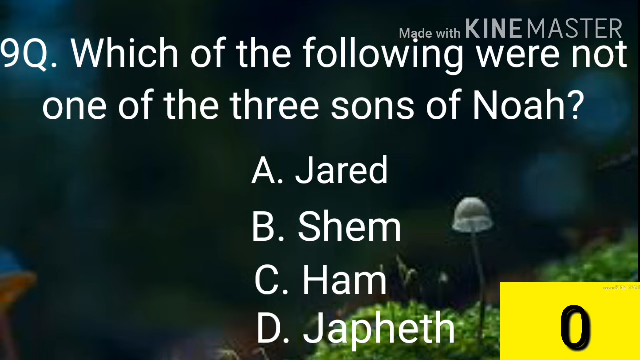 Made with KINEMASTER
9Q. Which of the following were not
one of the three sons of Noah?
A. Jared
B. Shem
C. Ham
D. Japheth
0